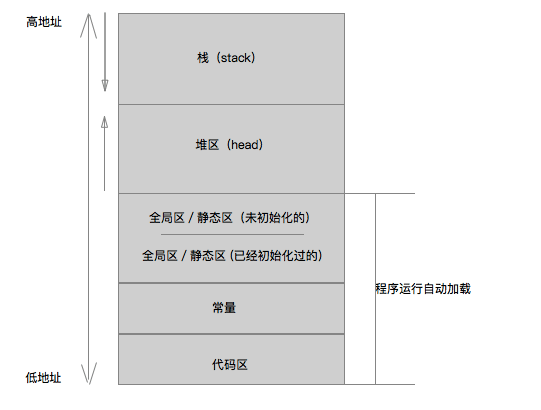 高地址
栈（stack）
堆区（head）
全局区 / 静态区（未初始化的）
全局区 / 静态区 (已经初始化过的）
程序运行自动加载
常量
代码区
低地址